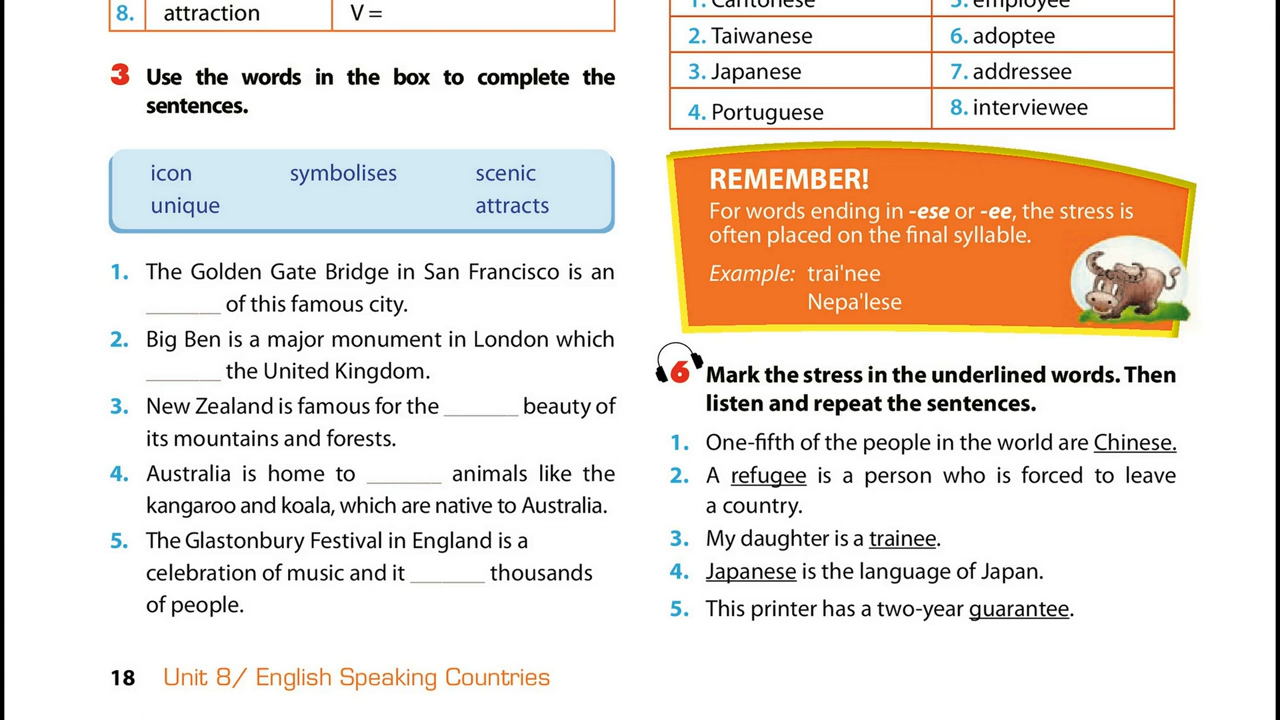 8. attraction V =
3 Use the words in the box to complete the
sentences.
icon symbolises scenic
unique attracts
1. The Golden Gate Bridge in San Francisco is an
_______ of this famous city.
2. Big Ben is a major monument in London which
_______ the United Kingdom.
3. New Zealand is famous for the _______ beauty of
its mountains and forests.
4. Australia is home to _______ animals like the
kangaroo and koala, which are native to Australia.
5. The Glastonbury Festival in England is a
celebration of music and it _______ thousands
of people.
18 Unit 8/ English Speaking Countries
1. Cantonese 5. employee
2. Taiwanese 6. adoptee
3. Japanese 7. addressee
4. Portuguese 8. interviewee
REMEMBER!
For words ending in -ese or -ee, the stress is
often placed on the final syllable.
Example: trai'nee
Nepa'lese
6 Mark the stress in the underlined words. Then
listen and repeat the sentences.
1. One-fifth of the people in the world are Chinese.
2. A refugee is a person who is forced to leave
a country.
3. My daughter is a trainee.
4. Japanese is the language of Japan.
5. This printer has a two-year guarantee.